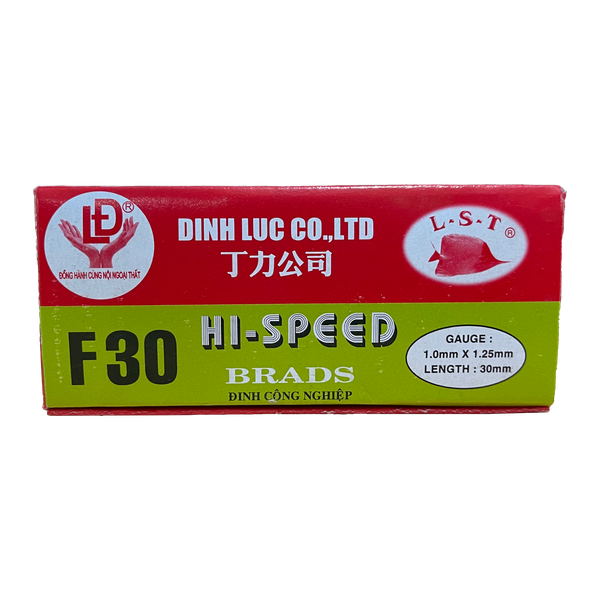 LĐ®
ĐỒNG HÀNH CÙNG NỘI NGOẠI THẤT
DINH LUC CO.,LTD
丁力公司
L-S-T®
F30
HI-SPEED
BRADS
ĐINH CÔNG NGHIỆP
GAUGE :
1.0mm X 1.25mm
LENGTH : 30mm